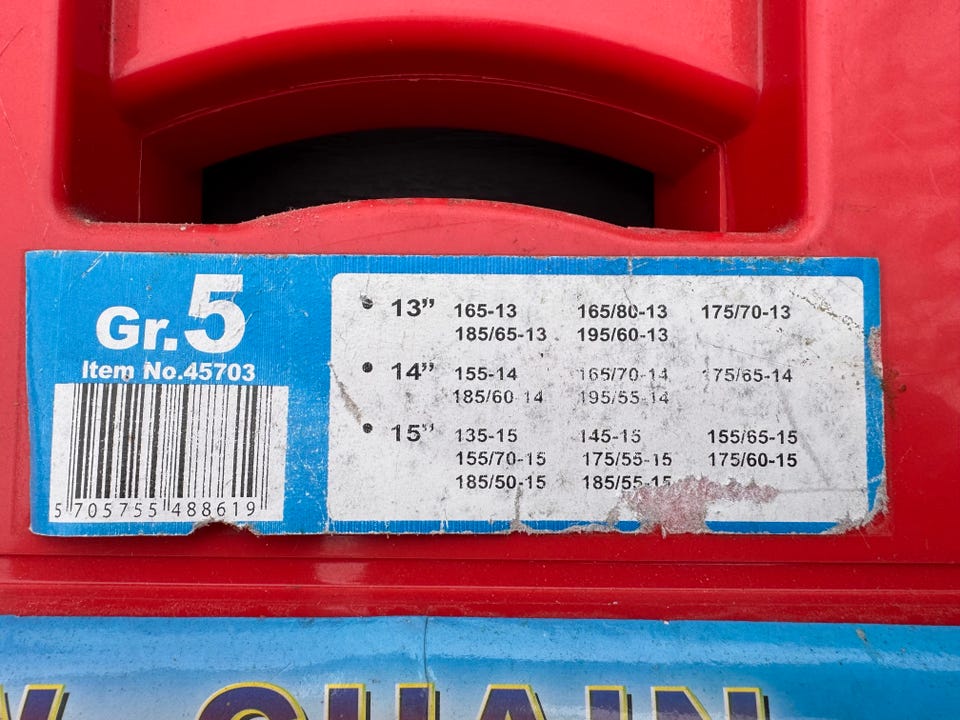 Gr.5
Item No.45703
5 705755 488619
• 13” 165-13 165/80-13 175/70-13
185/65-13 195/60-13
• 14” 155-14 165/70-14 175/65-14
185/60-14 195/55-14
• 15” 135-15 145-15 155/65-15
155/70-15 175/55-15 175/60-15
185/50-15 185/55-15
CHAIN